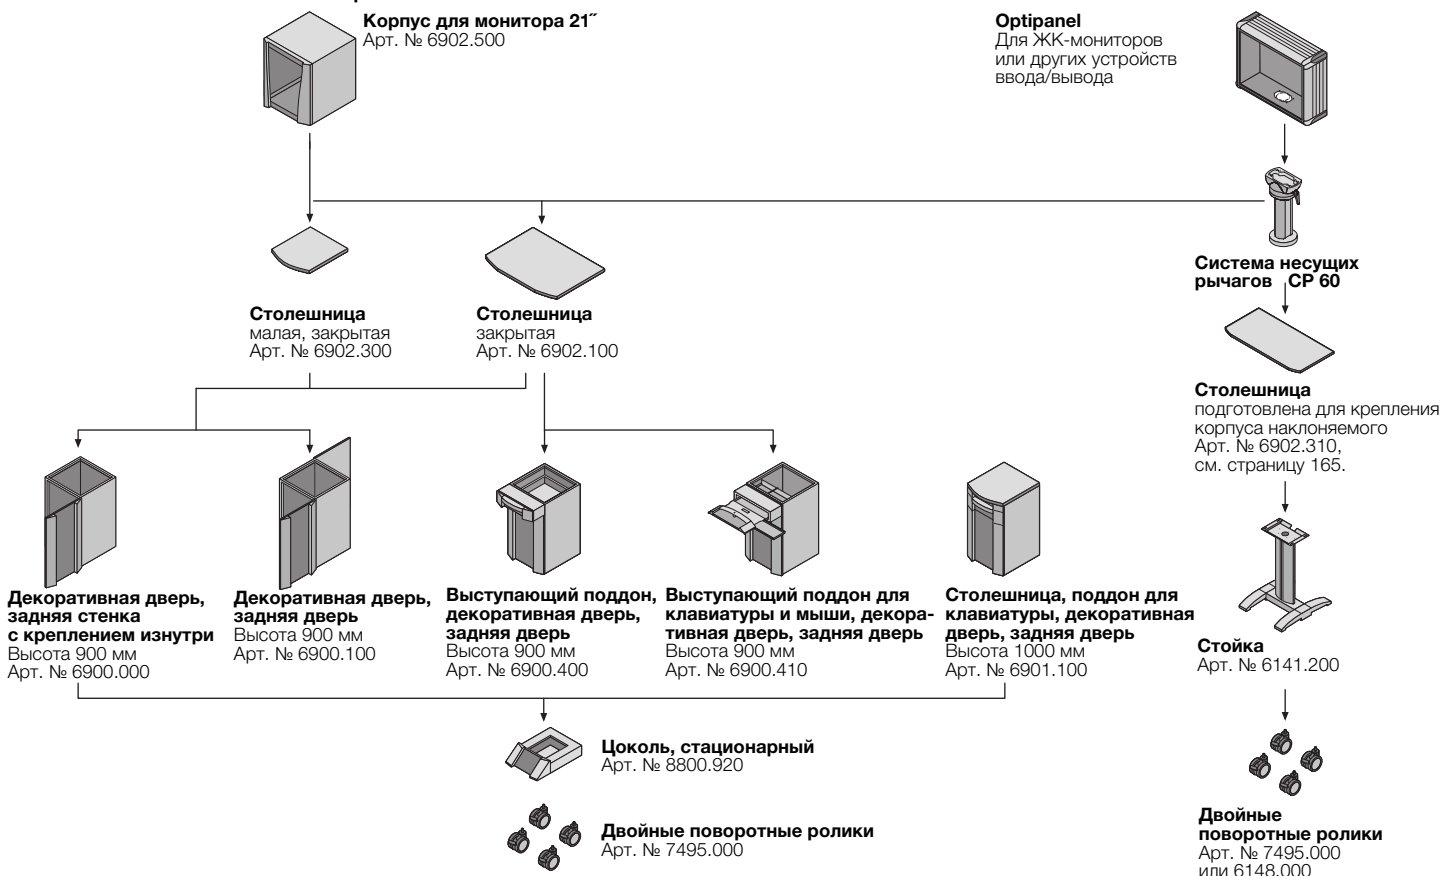 Корпус для монитора 21˝
Арт. № 6902.500
Optipanel
Для ЖК-мониторов
или других устройств
ввода/вывода
Система несущих
рычагов CP 60
Столешница
малая, закрытая
Арт. № 6902.300
Столешница
закрытая
Арт. № 6902.100
Столешница
подготовлена для крепления
корпуса наклоняемого
Арт. № 6902.310,
см. страницу 165.
Декоративная дверь,
задняя стенка
с креплением изнутри
Высота 900 мм
Арт. № 6900.000
Декоративная дверь,
задняя дверь
Высота 900 мм
Арт. № 6900.100
Выступающий поддон,
декоративная дверь,
задняя дверь
Высота 900 мм
Арт. № 6900.400
Выступающий поддон для
клавиатуры и мыши, декора-
тивная дверь, задняя дверь
Высота 900 мм
Арт. № 6900.410
Столешница, поддон для
клавиатуры, декоративная
дверь, задняя дверь
Высота 1000 мм
Арт. № 6901.100
Стойка
Арт. № 6141.200
Цоколь, стационарный
Арт. № 8800.920
Двойные поворотные ролики
Арт. № 7495.000
Двойные
поворотные ролики
Арт. № 7495.000
или 6148.000